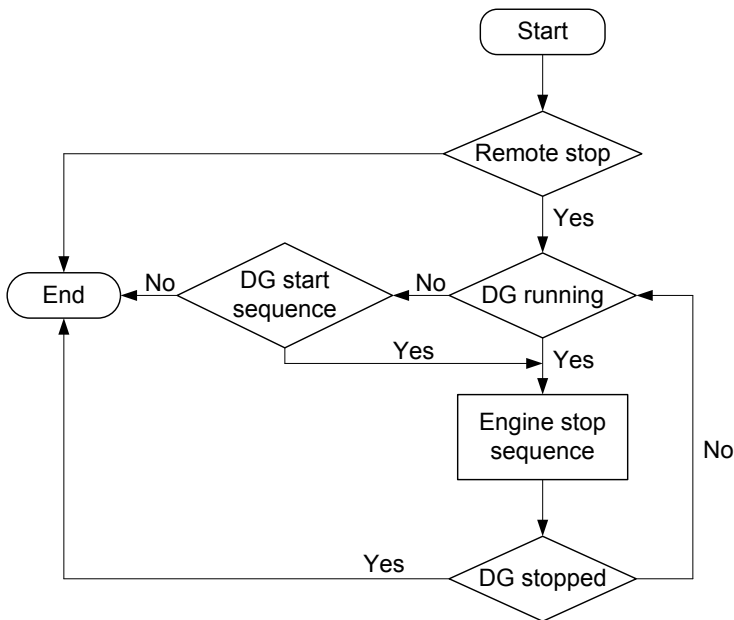 Start
Remote stop
Yes
DG start
sequence
No
DG running
No
End
Yes
Yes
Engine stop
sequence
No
Yes
DG stopped